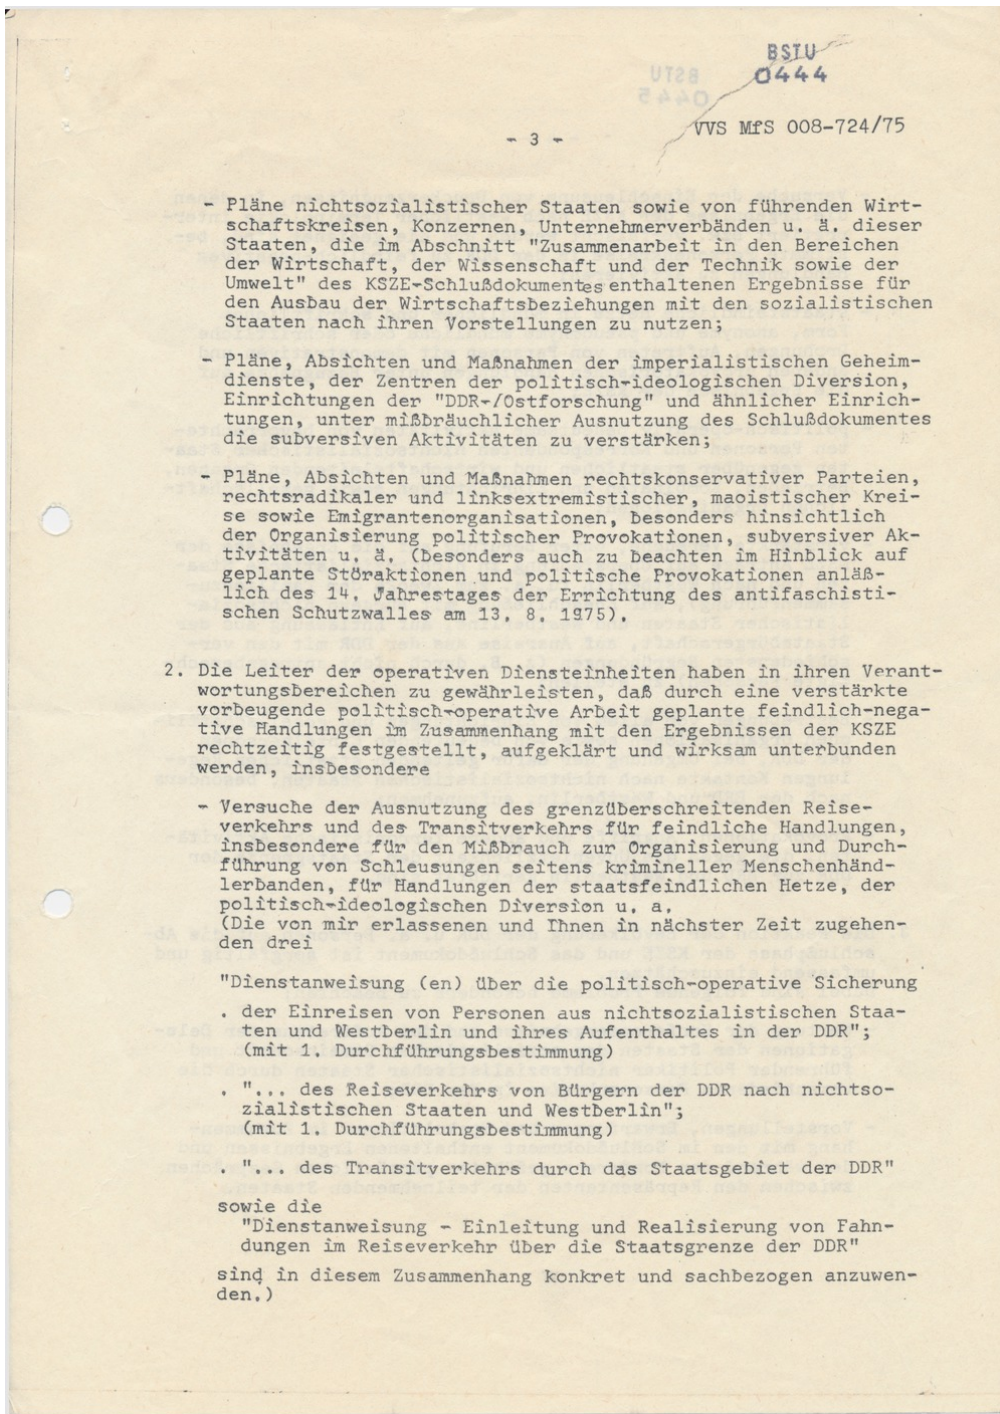 BSTU
0444
VVS MfS 008-724/75
- 3 -
- Pläne nichtsozialistischer Staaten sowie von führenden Wirt-
schaftskreisen, Konzernen, Unternehmerverbänden u. ä. dieser
Staaten, die im Abschnitt "Zusammenarbeit in den Bereichen
der Wirtschaft, der Wissenschaft und der Technik sowie der
Umwelt" des KSZE-Schlußdokumentes enthaltenen Ergebnisse für
den Ausbau der Wirtschaftsbeziehungen mit den sozialistischen
Staaten nach ihren Vorstellungen zu nutzen;
- Pläne, Absichten und Maßnahmen der imperialistischen Geheim-
dienste, der Zentren der politisch-ideologischen Diversion,
Einrichtungen der "DDR-/Ostforschung" und ähnlicher Einrich-
tungen, unter mißbräuchlicher Ausnutzung des Schlußdokumentes
die subversiven Aktivitäten zu verstärken;
- Pläne, Absichten und Maßnahmen rechtskonservativer Parteien,
rechtsradikaler und linksextremistischer, maoistischer Krei-
se sowie Emigrantenorganisationen, besonders hinsichtlich
der Organisierung politischer Provokationen, subversiver Ak-
tivitäten u. ä. (besonders auch zu beachten im Hinblick auf
geplante Störaktionen und politische Provokationen anläß-
lich des 14. Jahrestages der Errichtung des antifaschisti-
schen Schutzwalles am 13. 8. 1975).
2. Die Leiter der operativen Diensteinheiten haben in ihren Verant-
wortungsbereichen zu gewährleisten, daß durch eine verstärkte
vorbeugende politisch-operative Arbeit geplante feindlich-nega-
tive Handlungen im Zusammenhang mit den Ergebnissen der KSZE
rechtzeitig festgestellt, aufgeklärt und wirksam unterbunden
werden, insbesondere
- Versuche der Ausnutzung des grenzüberschreitenden Reise-
verkehrs und des Transitverkehrs für feindliche Handlungen,
insbesondere für den Mißbrauch zur Organisierung und Durch-
führung von Schleusungen seitens krimineller Menschenhänd-
lerbanden, für Handlungen der staatsfeindlichen Hetze, der
politisch-ideologischen Diversion u. a.
(Die von mir erlassenen und Ihnen in nächster Zeit zugehen-
den drei
"Dienstanweisung (en) über die politisch-operative Sicherung
. der Einreisen von Personen aus nichtsozialistischen Staa-
ten und Westberlin und ihres Aufenthaltes in der DDR";
(mit 1. Durchführungsbestimmung)
. "... des Reiseverkehrs von Bürgern der DDR nach nichtso-
zialistischen Staaten und Westberlin";
(mit 1. Durchführungsbestimmung)
. "... des Transitverkehrs durch das Staatsgebiet der DDR"
sowie die
"Dienstanweisung - Einleitung und Realisierung von Fahn-
dungen im Reiseverkehr über die Staatsgrenze der DDR"
sind in diesem Zusammenhang konkret und sachbezogen anzuwen-
den.)